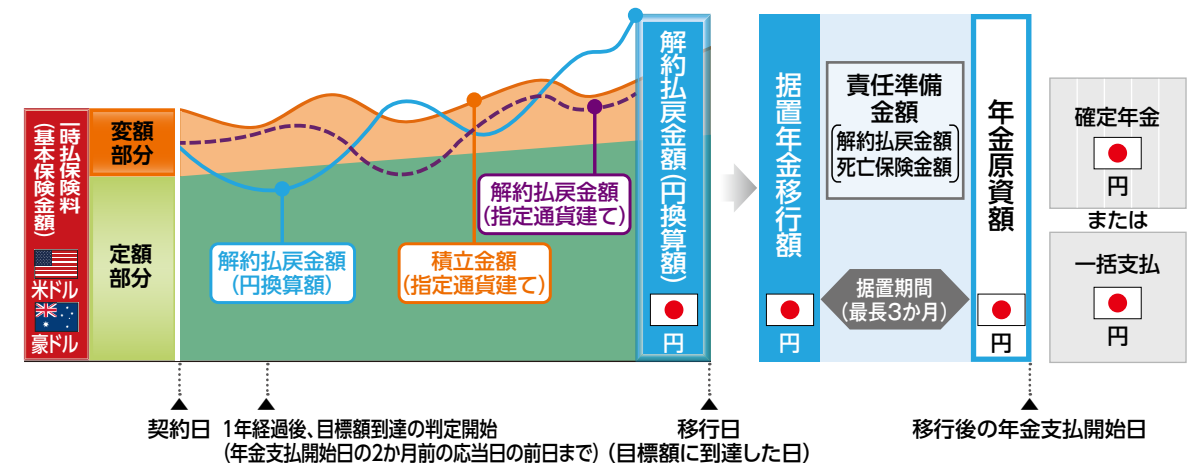 一時払保険料
(基本保険金額)
米ドル
豪ドル
変額
部分
定額
部分
解約払戻金額
(円換算額)
積立金額
(指定通貨建て)
解約払戻金額
(指定通貨建て)
解約払戻金額(円換算額)
円
据置年金移行額
円
責任準備
金額
解約払戻金額
死亡保険金額
据置期間
(最長3か月)
年金原資額
円
確定年金
円
または
一括支払
円
契約日
1年経過後、目標額到達の判定開始
(年金支払開始日の2か月前の応当日の前日まで)
移行日
(目標額に到達した日)
移行後の年金支払開始日